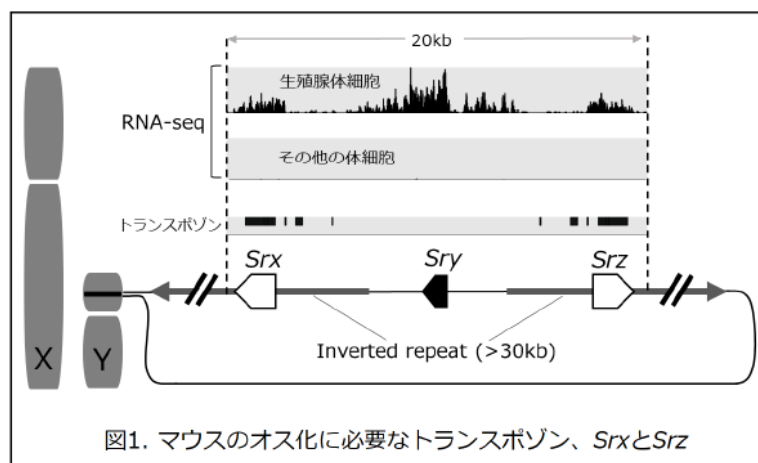 20kb
生殖腺体細胞
RNA-seq
その他の体細胞
トランスポゾン
Srx
Sry
Srz
X
Y
Inverted repeat (>30kb)
図1. マウスのオス化に必要なトランスポゾン、SrxとSrz